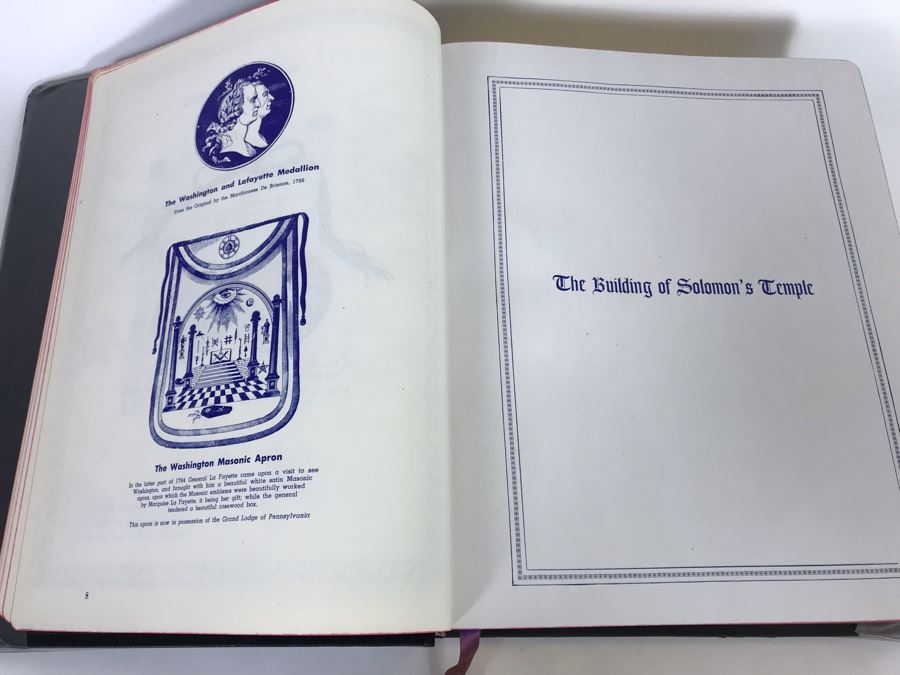 The Washington and Lafayette Medallion
From the Original by the Marchioness De Brienne, 1788
The Washington Masonic Apron
In the latter part of 1784 General La Fayette came upon a visit to see
Washington, and brought with him a beautiful white satin Masonic
apron, upon which the Masonic emblems were beautifully worked
by Marquise La Fayette, it being her gift; while the general
tendered a beautiful rosewood box.
This apron is now in possession of the Grand Lodge of Pennsylvania
8
The Building of Solomon's Temple